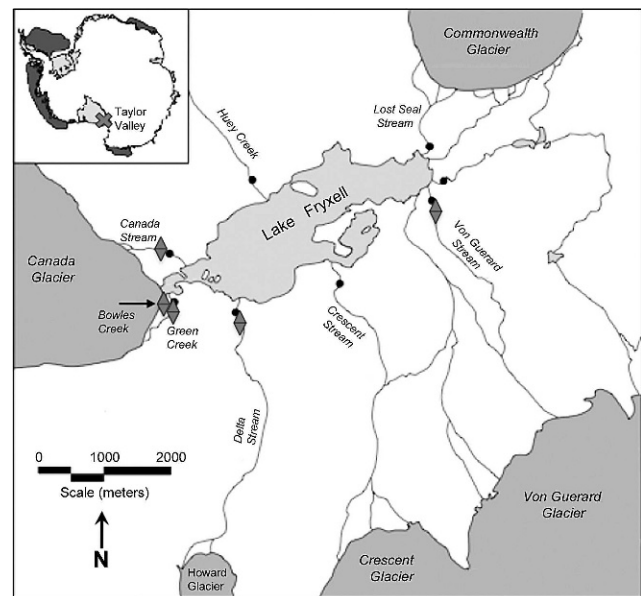 Taylor
Valley
Commonwealth
Glacier
Lost Seal
Stream
Huey Creek
Lake Fryxell
Canada
Stream
Von Guerard
Stream
Canada
Glacier
Bowles
Creek
Green
Creek
Crescent
Stream
Delta
Stream
0 1000 2000
Scale (meters)
N
Von Guerard
Glacier
Howard
Glacier
Crescent
Glacier